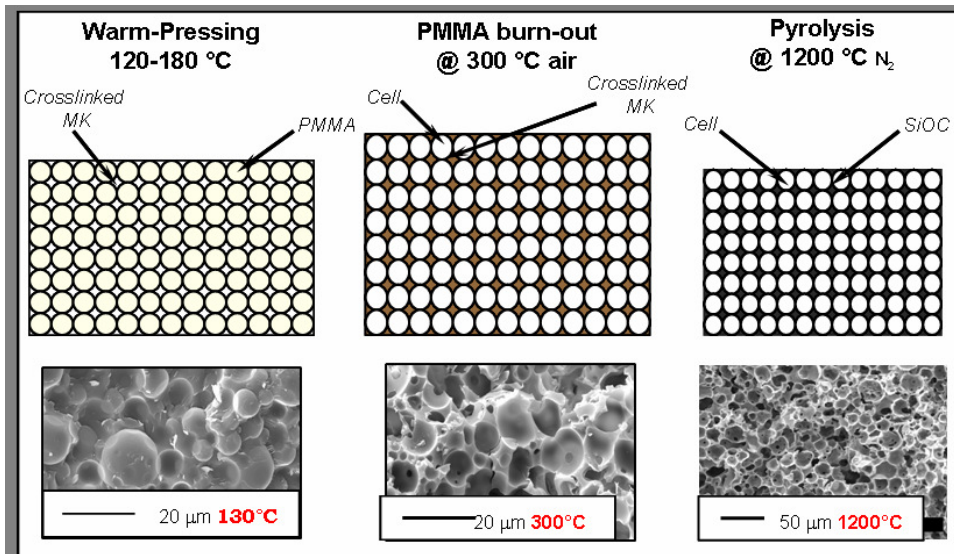 Warm-Pressing
120-180 °C
PMMA burn-out
@ 300 °C air
Pyrolysis
@ 1200 °C N₂
Crosslinked
MK
PMMA
Cell
Crosslinked
MK
Cell
SiOC
20 µm 130°C
20 µm 300°C
50 µm 1200°C